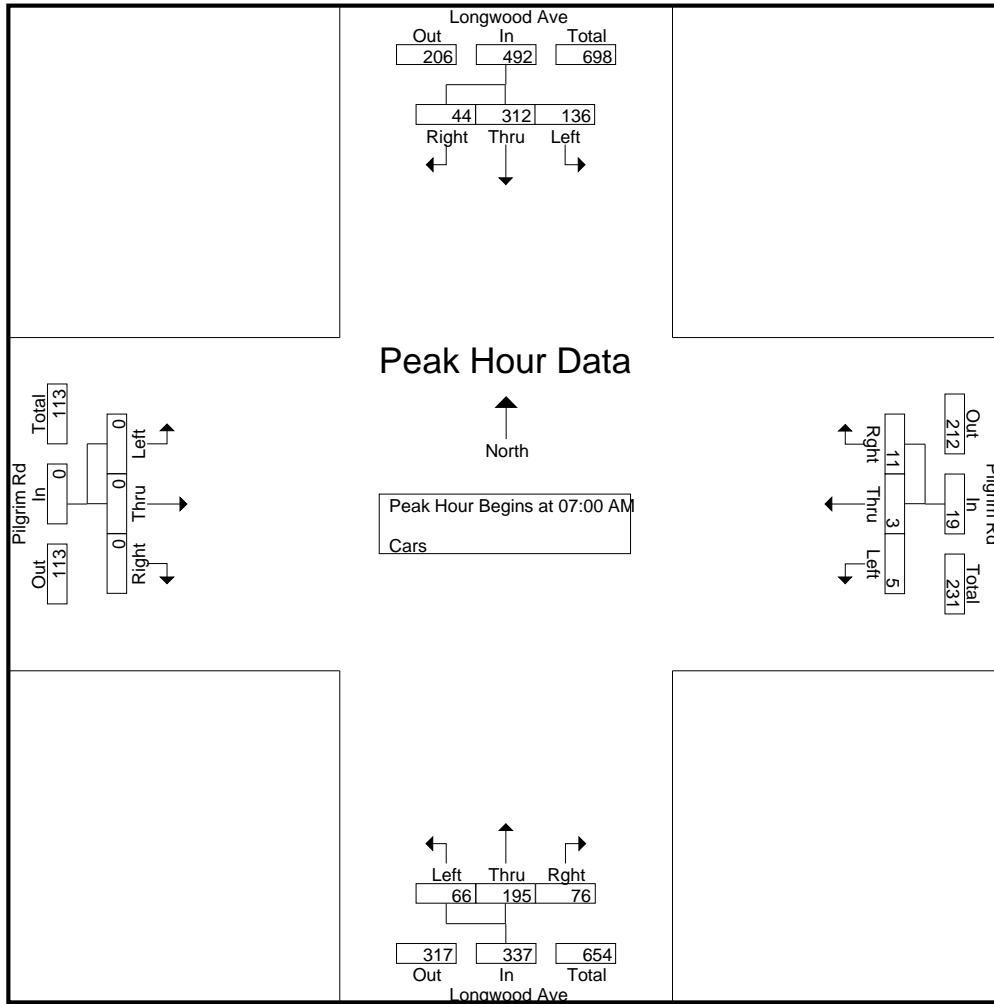 Longwood Ave
Out In Total
206 492 698
44 312 136
Right Thru Left
Peak Hour Data
North
Peak Hour Begins at 07:00 AM
Cars
Pilgrim Rd
Out In Total
113 0 113
Left Thru Right
0 0 0
Pilgrim Rd
Out In Total
212 19 231
Rght Thru Left
11 3 5
Left Thru Rght
66 195 76
317 337 654
Out In Total
Longwood Ave